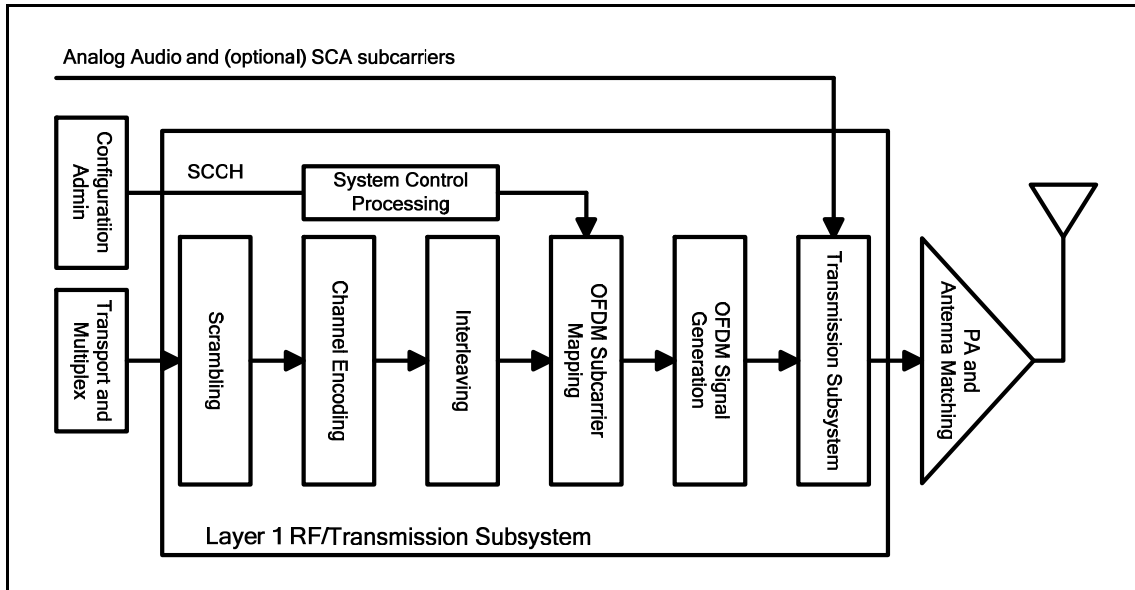 Analog Audio and (optional) SCA subcarriers
Configuratiion
Admin
SCCH
System Control
Processing
Transport and
Multiplex
Scrambling
Channel Encoding
Interleaving
OFDM Subcarrier
Mapping
OFDM Signal
Generation
Transmission Subsystem
PA and
Antenna Matching
Layer 1 RF/Transmission Subsystem